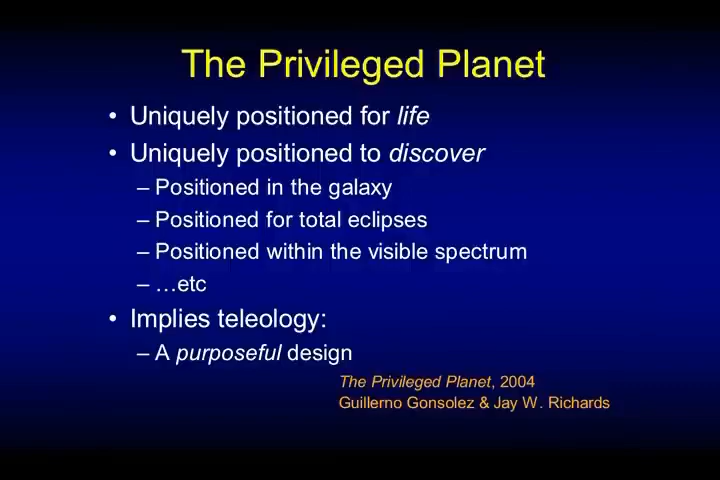 The Privileged Planet
• Uniquely positioned for life
• Uniquely positioned to discover
– Positioned in the galaxy
– Positioned for total eclipses
– Positioned within the visible spectrum
– …etc
• Implies teleology:
– A purposeful design
The Privileged Planet, 2004
Guillerno Gonsolez & Jay W. Richards